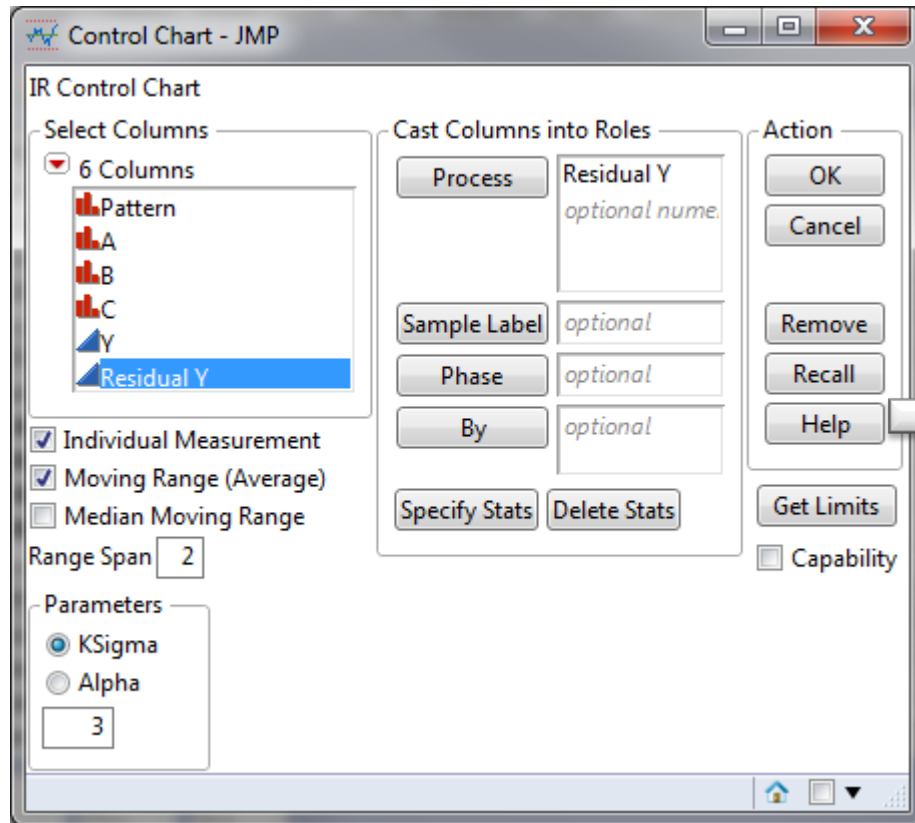 Control Chart - JMP
IR Control Chart
Select Columns
6 Columns
Pattern
A
B
C
Y
Residual Y
Individual Measurement
Moving Range (Average)
Median Moving Range
Range Span 2
Parameters
KSigma
Alpha
3
Cast Columns into Roles
Process
Residual Y
optional nume
Sample Label optional
Phase optional
By optional
Specify Stats Delete Stats
Action
OK
Cancel
Remove
Recall
Help
Get Limits
Capability